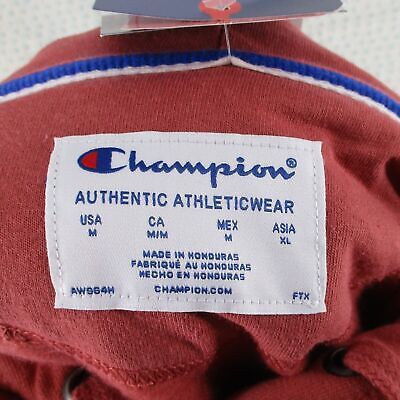 Champion®
AUTHENTIC ATHLETICWEAR
USA CA MEX ASIA
M M/M M XL
MADE IN HONDURAS
FABRIQUÉ AU HONDURAS
HECHO EN HONDURAS
AW964H CHAMPION.COM FTX